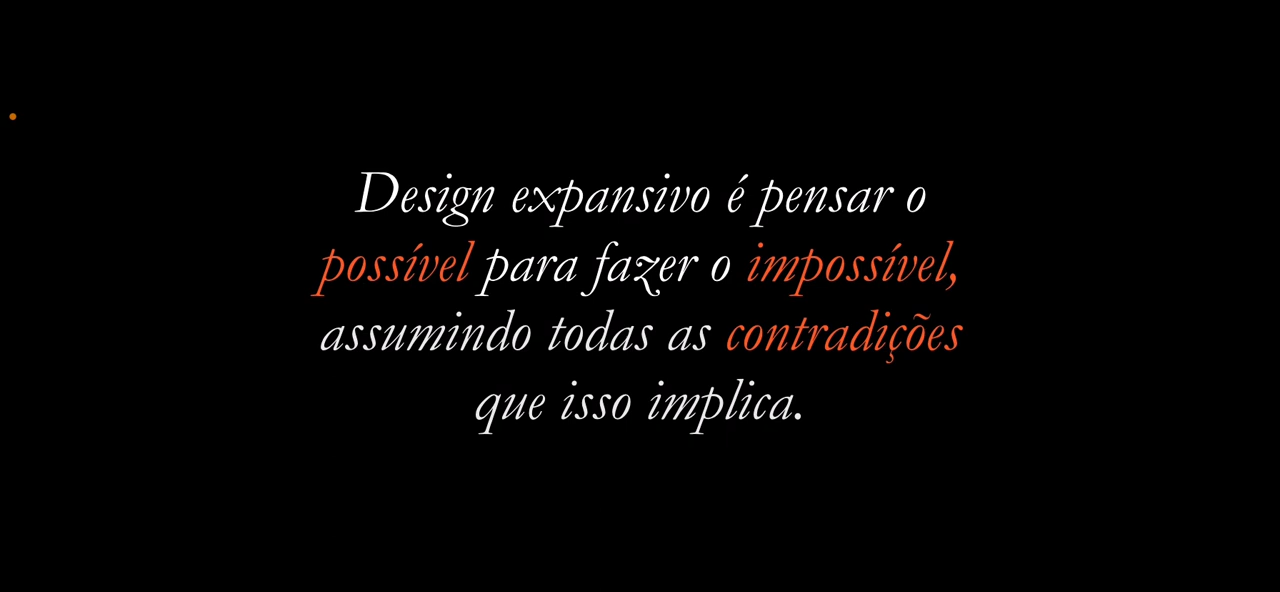 Design expansivo é pensar o
possível para fazer o impossível,
assumindo todas as contradições
que isso implica.